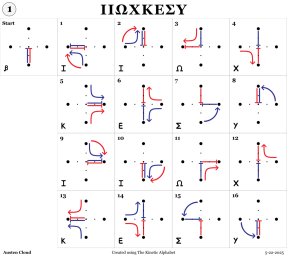 1 ΠΩΧΚΕΣΥ
Start 1 2 3 4
β I I Ω X
5 6 7 8
K E Σ Y
9 10 11 12
I I Ω X
13 14 15 16
K E Σ Y
Austen Cloud Created using The Kinetic Alphabet 5-22-2025